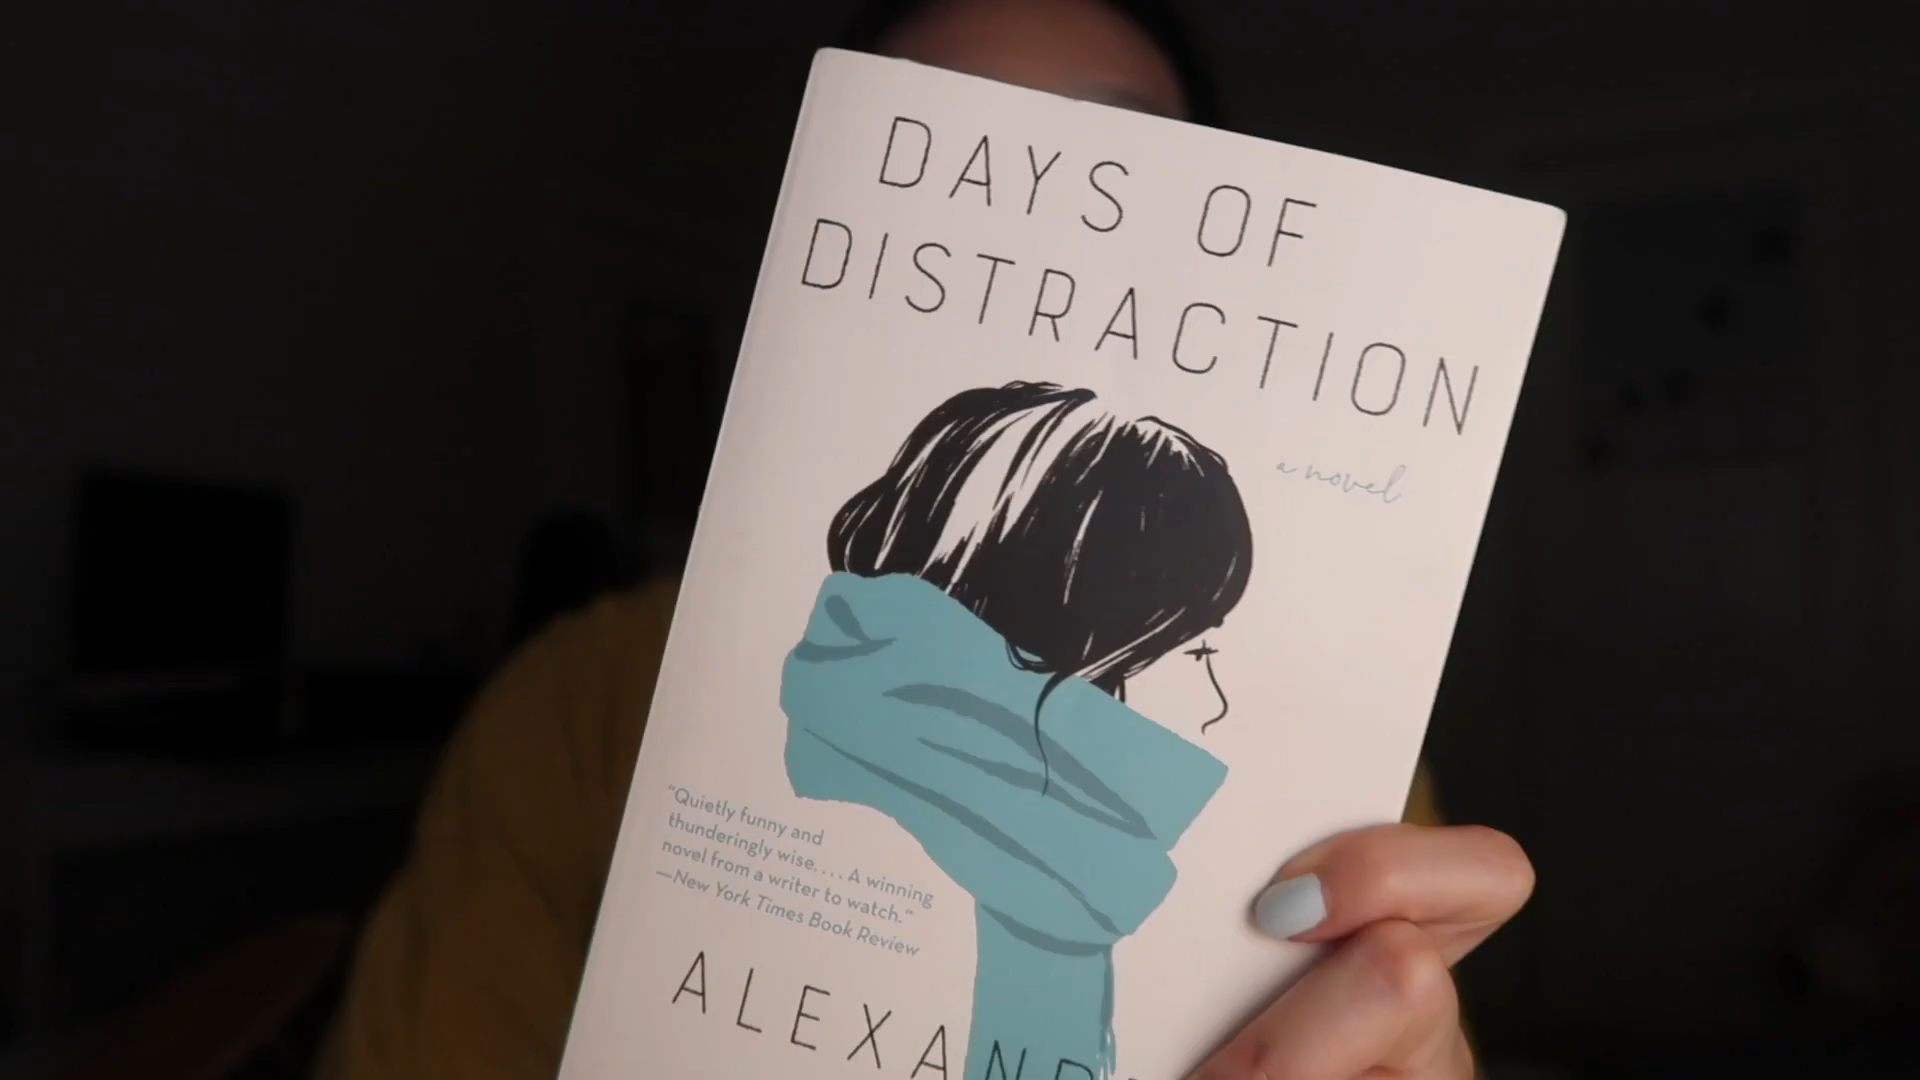 DAYS OF
DISTRACTION
a novel
“Quietly funny and
thunderingly wise.... A winning
novel from a writer to watch.”
—New York Times Book Review